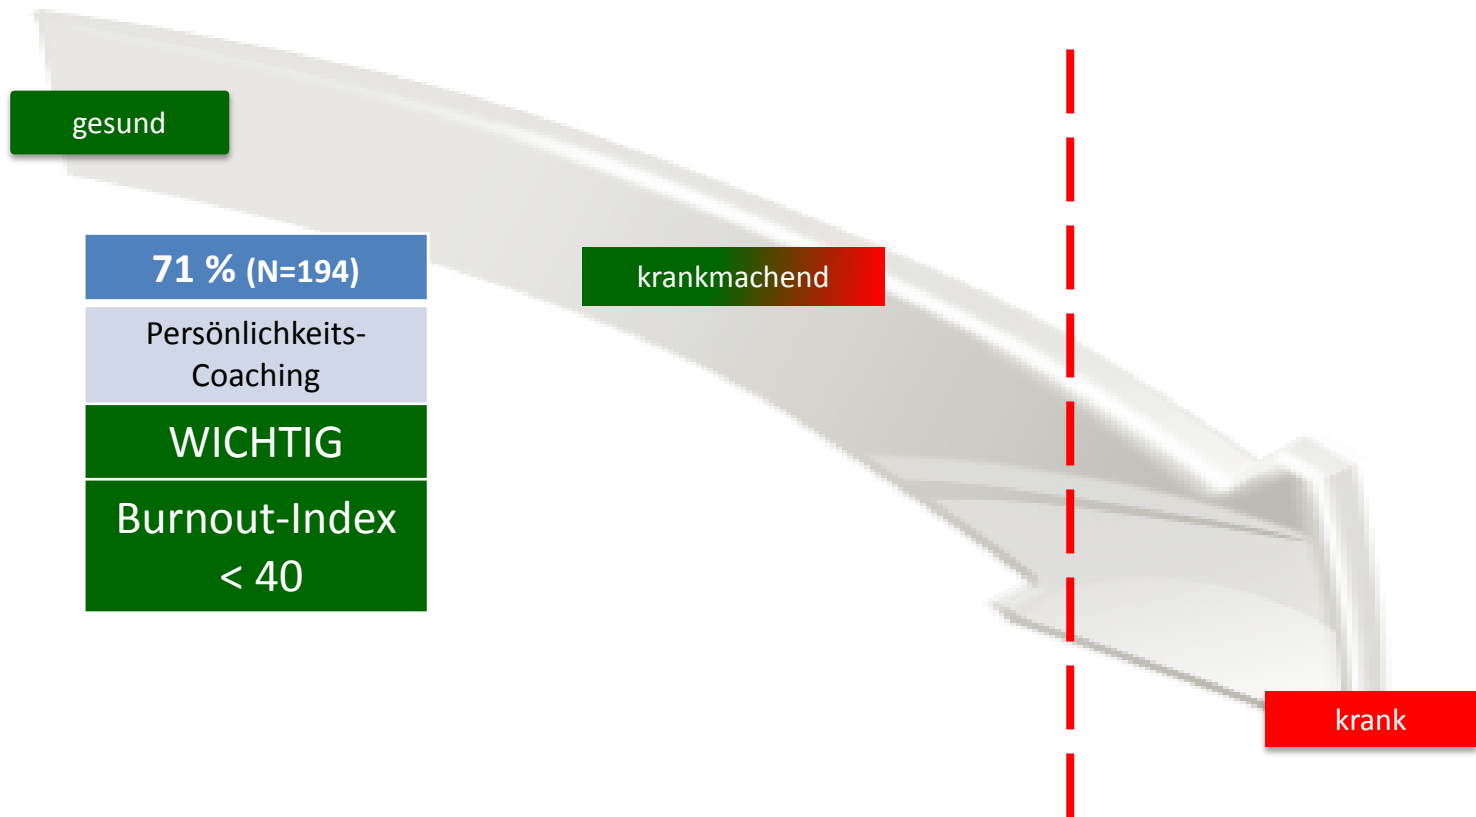 gesund
71 % (N=194)
Persönlichkeits-
Coaching
WICHTIG
Burnout-Index
< 40
krankmachend
krank